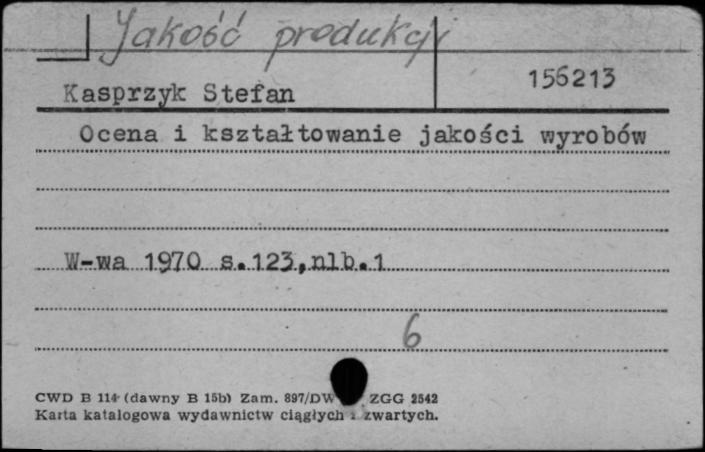 Jakość produkcji
Kasprzyk Stefan
156213
Ocena i kształtowanie jakości wyrobów
W-wa 1970 s.123,nlb.1
6
CWD B 114 (dawny B 15b) Zam. 897/DW ZGG 2542
Karta katalogowa wydawnictw ciągłych i zwartych.